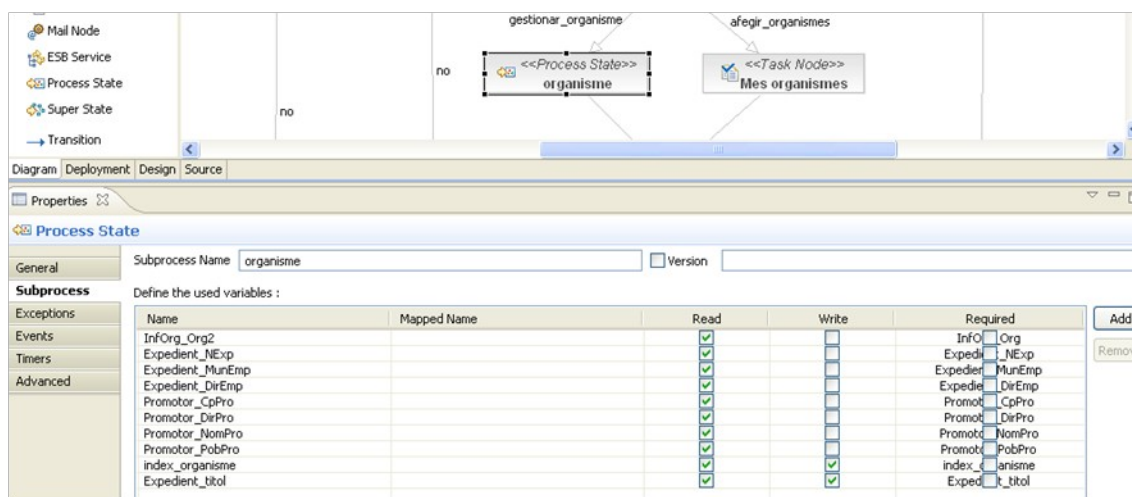 Mail Node
ESB Service
Process State
Super State
Transition
gestionar_organisme
afegir_organismes
no
<<Process State>>
organisme
<<Task Node>>
Mes organismes
no
Diagram Deployment Design Source
Properties
Process State
General
Subprocess
Exceptions
Events
Timers
Advanced
Subprocess Name organisme Version
Define the used variables :
Name Mapped Name Read Write Required
InfOrg_Org2
Expedient_NExp
Expedient_MunEmp
Expedient_DirEmp
Promotor_CpPro
Promotor_DirPro
Promotor_NomPro
Promotor_PobPro
index_organisme
Expedient_titol
Add